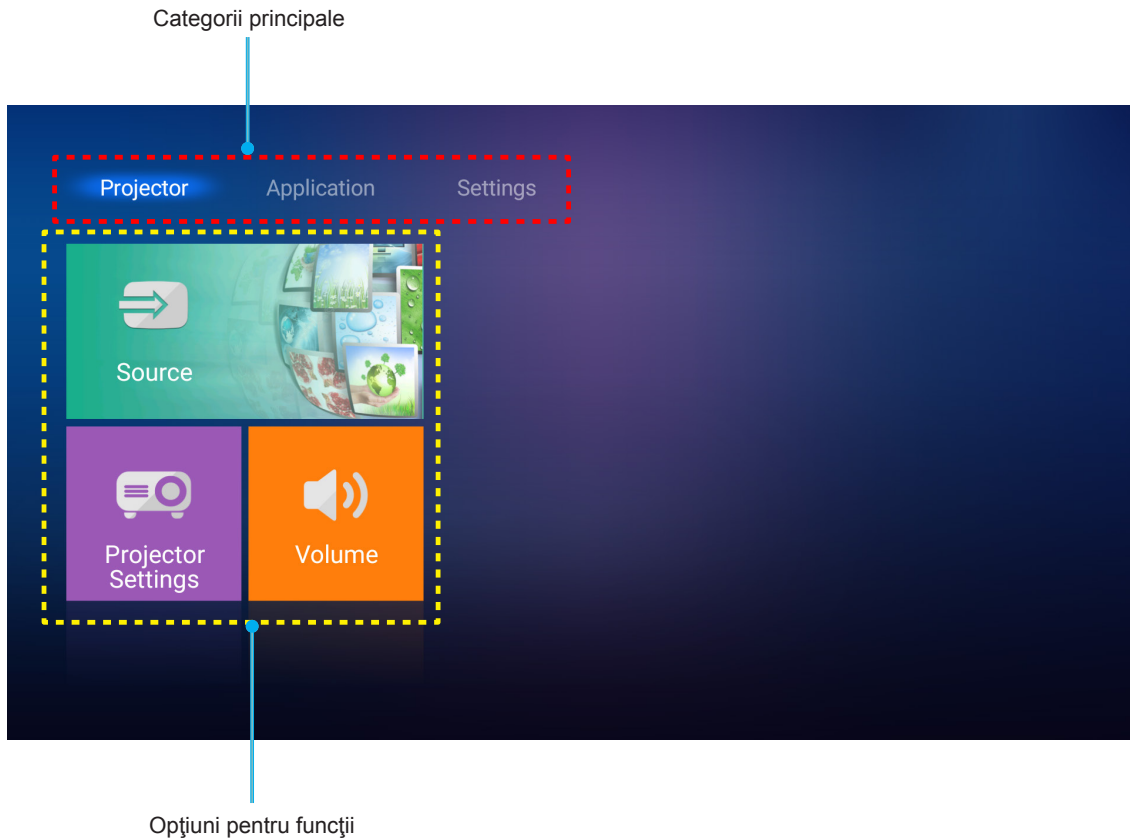 Categorii principale
Projector Application Settings
Source
Projector
Settings
Volume
Opţiuni pentru funcţii